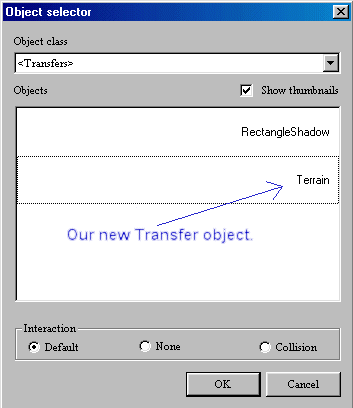 Object selector
Object class
<Transfers>
Objects
Show thumbnails
RectangleShadow
Terrain
Our new Transfer object.
Interaction
Default
None
Collision
OK
Cancel